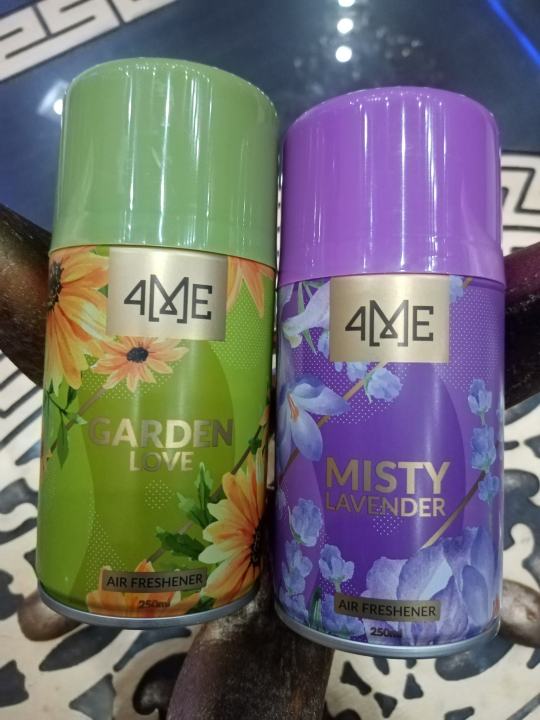 4ME
GARDEN
LOVE
AIR FRESHENER
250ml
4ME
MISTY
LAVENDER
AIR FRESHENER
250ml